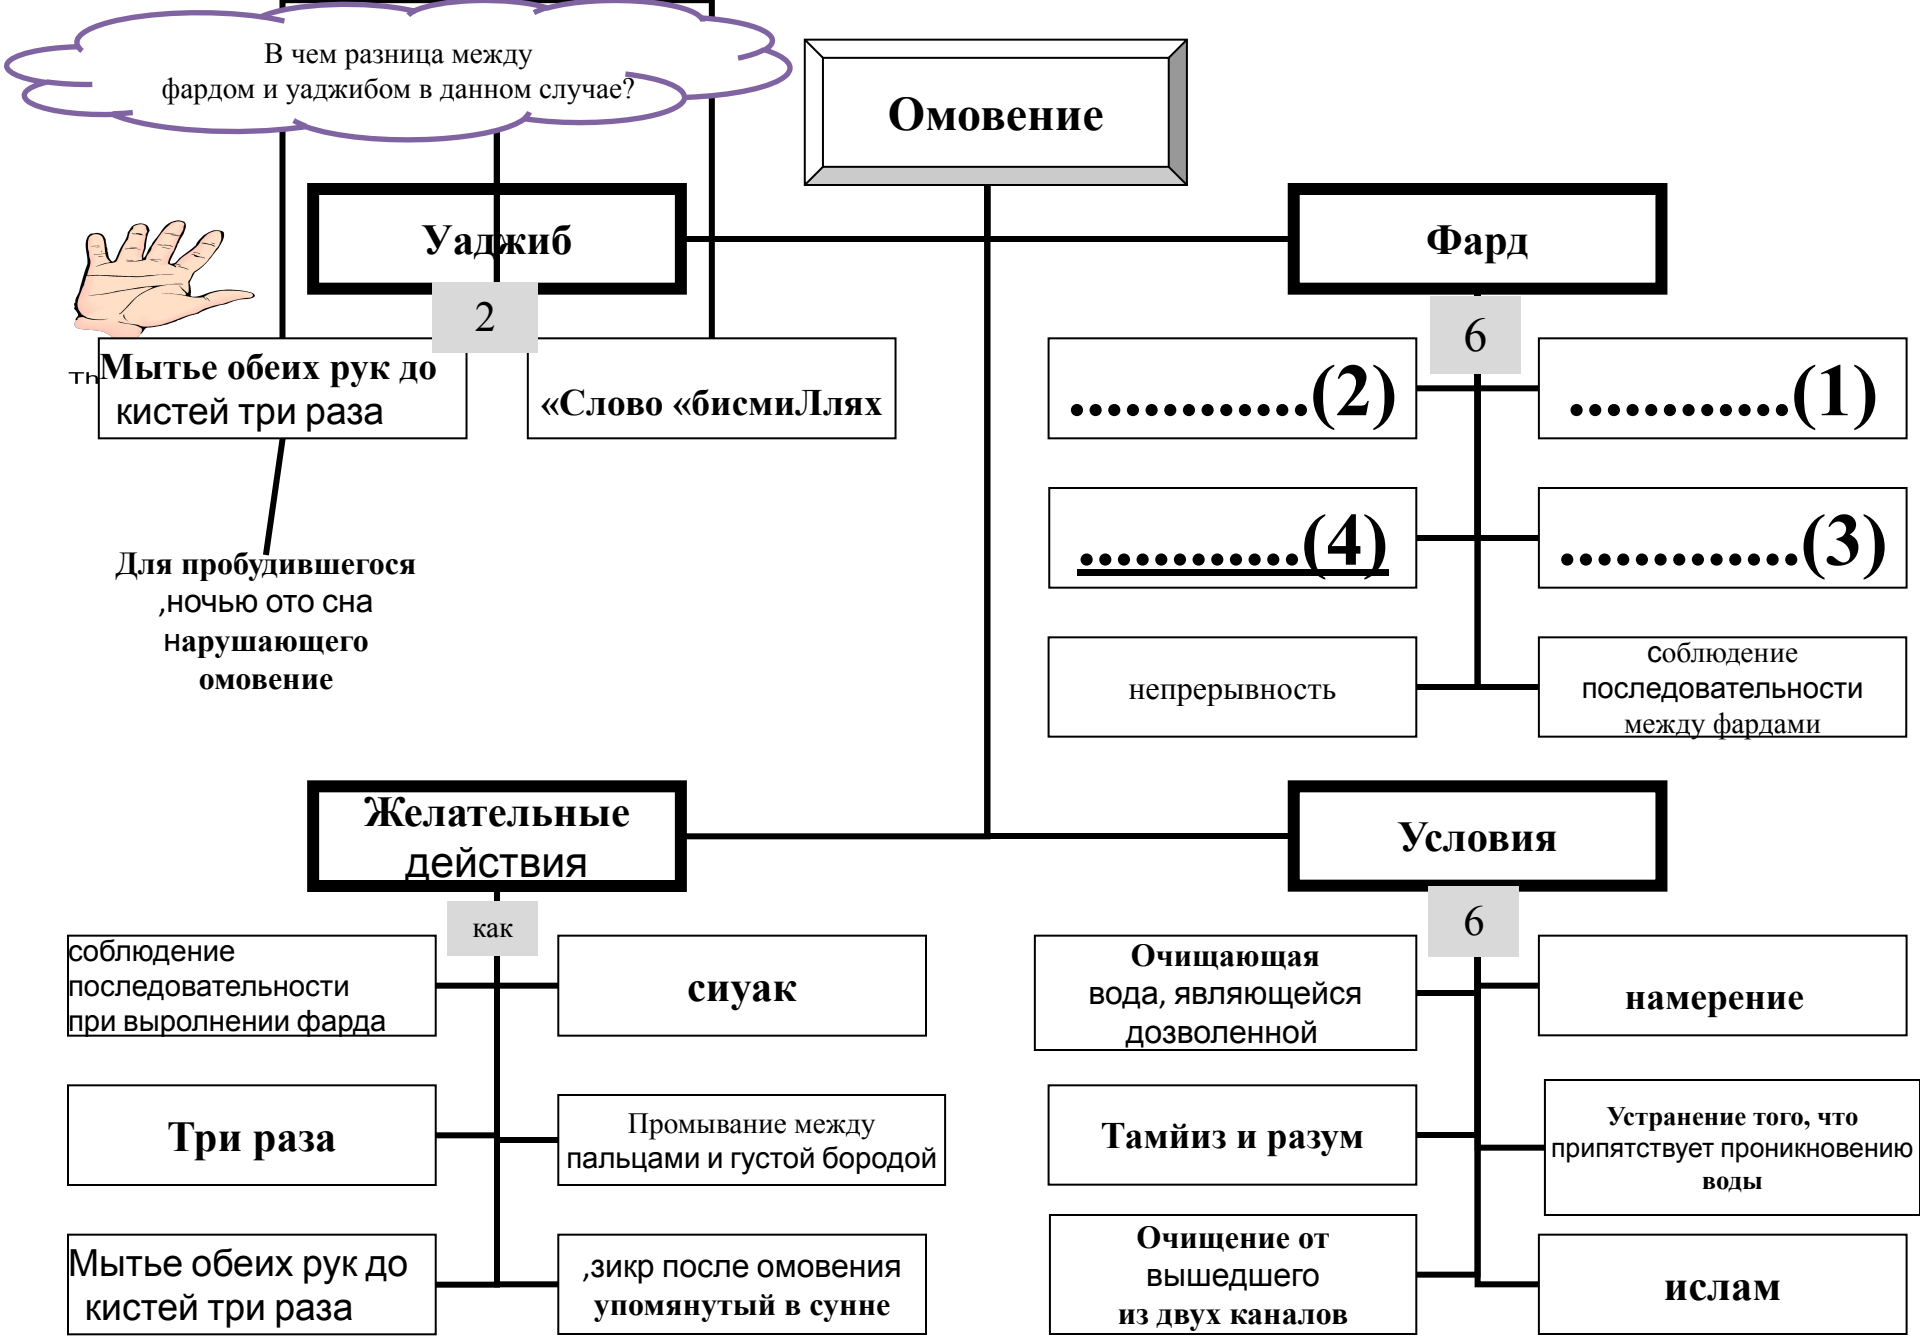 В чем разница между
фардом и уаджибом в данном случае?
Омовение
Уаджиб
2
Мытье обеих рук до
кистей три раза
«Слово «бисмиЛлях
Th
Для пробудившегося
,ночью ото сна
нарушающего
омовение
Фард
6
.............(2)
............(1)
............(4)
.............(3)
непрерывность
соблюдение
последовательности
между фардами
Желательные
действия
как
соблюдение
последовательности
при выролнении фарда
сиуак
Три раза
Промывание между
пальцами и густой бородой
Мытье обеих рук до
кистей три раза
,зикр после омовения
упомянутый в сунне
Условия
6
Очищающая
вода, являющейся
дозволенной
намерение
Тамйиз и разум
Устранение того, что
припятствует проникновению
воды
Очищение от
вышедшего
из двух каналов
ислам